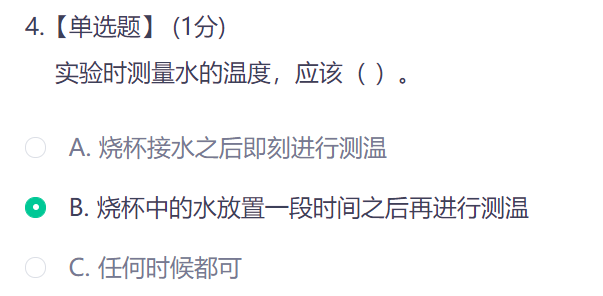 4.【单选题】 (1分)
实验时测量水的温度，应该（ ）。
A. 烧杯接水之后即刻进行测温
B. 烧杯中的水放置一段时间之后再进行测温
C. 任何时候都可